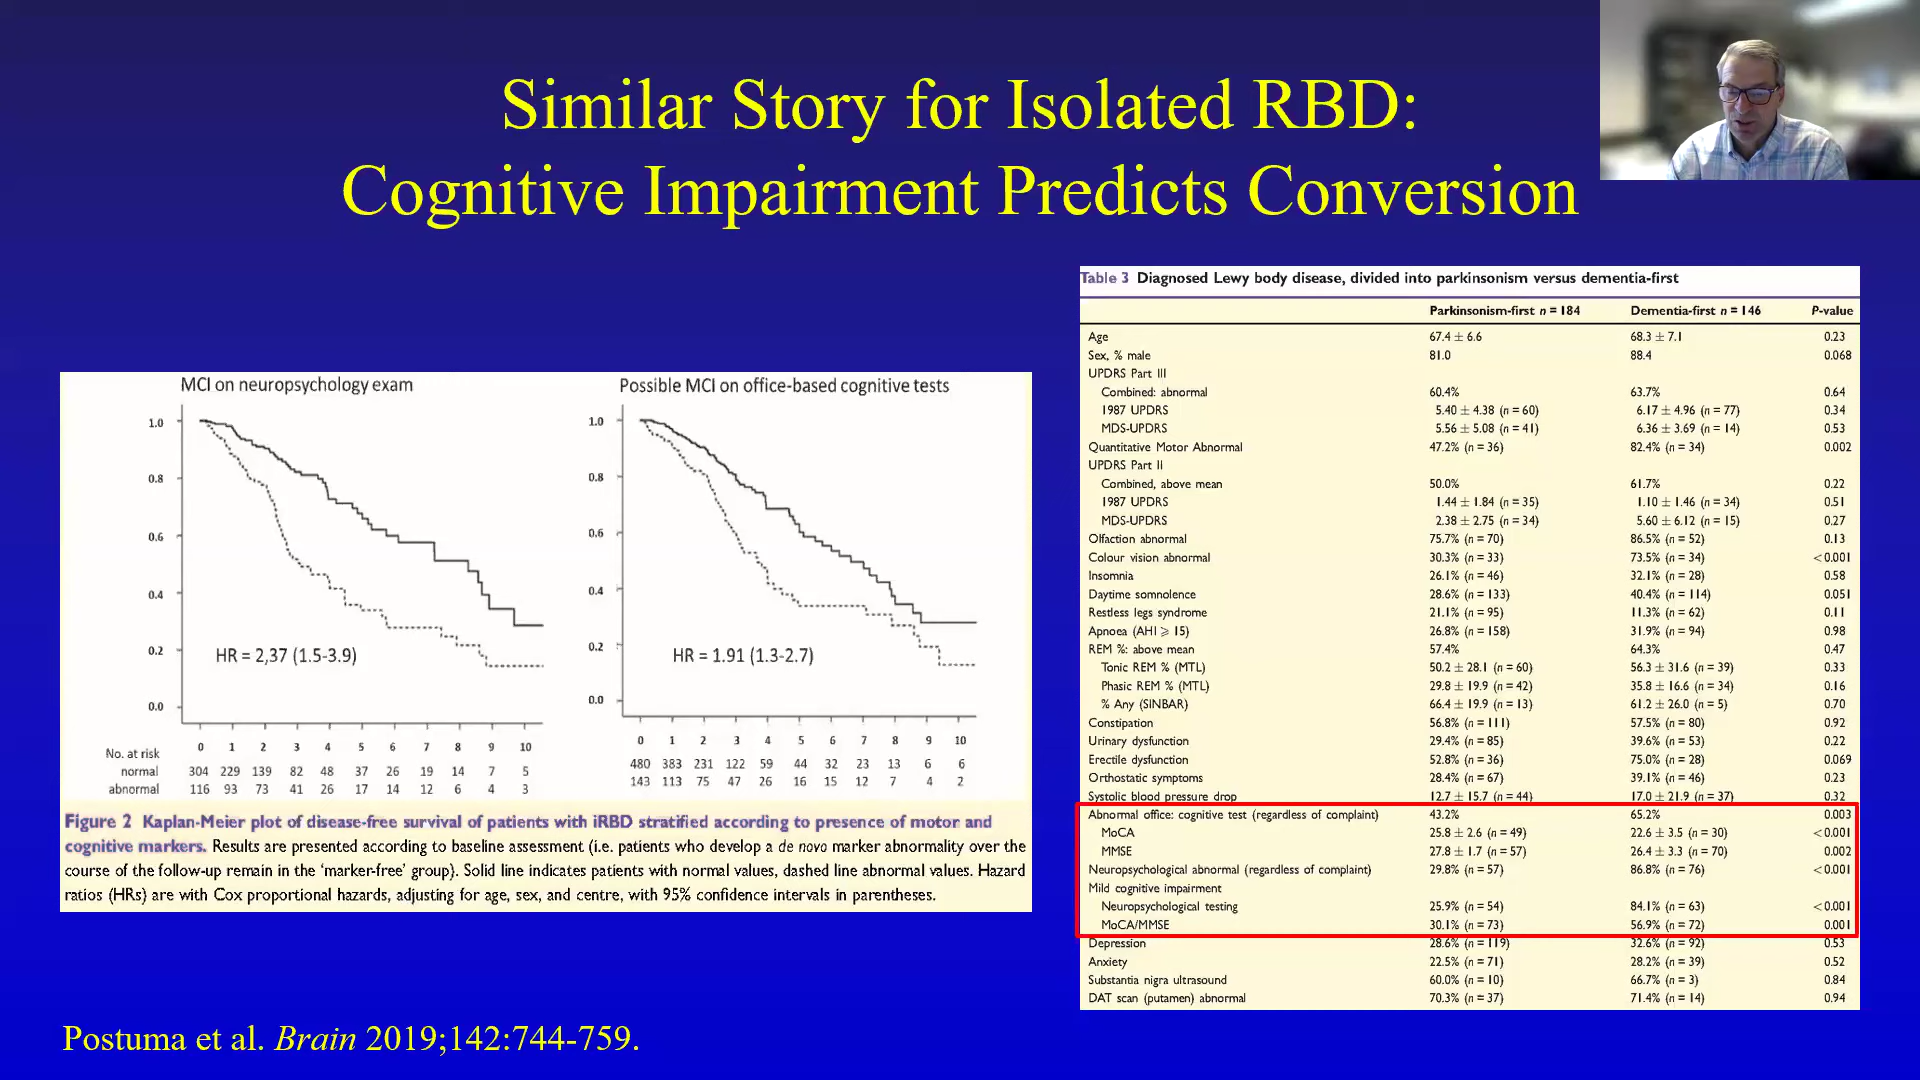 Similar Story for Isolated RBD:
Cognitive Impairment Predicts Conversion
MCI on neuropsychology exam
1.0
0.8
0.6
0.4
0.2
0.0
HR = 2,37 (1.5-3.9)
0 1 2 3 4 5 6 7 8 9 10
No. at risk
normal 304 229 139 82 48 37 26 19 14 7 5
abnormal 116 93 73 41 26 17 14 12 6 4 3
Possible MCI on office-based cognitive tests
1.0
0.8
0.6
0.4
0.2
0.0
HR = 1.91 (1.3-2.7)
0 1 2 3 4 5 6 7 8 9 10
480 383 231 122 59 44 32 23 13 6 6
143 113 75 47 26 16 15 12 7 4 2
Figure 2 Kaplan-Meier plot of disease-free survival of patients with iRBD stratified according to presence of motor and
cognitive markers. Results are presented according to baseline assessment (i.e. patients who develop a de novo marker abnormality over the
course of the follow-up remain in the ‘marker-free’ group). Solid line indicates patients with normal values, dashed line abnormal values. Hazard
ratios (HRs) are with Cox proportional hazards, adjusting for age, sex, and centre, with 95% confidence intervals in parentheses.
Table 3 Diagnosed Lewy body disease, divided into parkinsonism versus dementia-first
Parkinsonism-first n = 184 Dementia-first n = 146 P-value
Age 67.4 ± 6.6 68.3 ± 7.1 0.23
Sex, % male 81.0 88.4 0.068
UPDRS Part III
Combined: abnormal 60.4% 63.7% 0.64
1987 UPDRS 5.40 ± 4.38 (n = 60) 6.17 ± 4.96 (n = 77) 0.34
MDS-UPDRS 5.56 ± 5.08 (n = 41) 6.36 ± 3.69 (n = 14) 0.53
Quantitative Motor Abnormal 47.2% (n = 36) 82.4% (n = 34) 0.002
UPDRS Part II
Combined, above mean 50.0% 61.7% 0.22
1987 UPDRS 1.44 ± 1.84 (n = 35) 1.10 ± 1.46 (n = 34) 0.51
MDS-UPDRS 2.38 ± 2.75 (n = 34) 5.60 ± 6.12 (n = 15) 0.27
Olfaction abnormal 75.7% (n = 70) 86.5% (n = 52) 0.13
Colour vision abnormal 30.3% (n = 33) 73.5% (n = 34) <0.001
Insomnia 26.1% (n = 46) 32.1% (n = 28) 0.58
Daytime somnolence 28.6% (n = 133) 40.4% (n = 114) 0.051
Restless legs syndrome 21.1% (n = 95) 11.3% (n = 62) 0.11
Apnoea (AHI ⩾ 15) 26.8% (n = 158) 31.9% (n = 94) 0.98
REM %: above mean 57.4% 64.3% 0.47
Tonic REM % (MTL) 50.2 ± 28.1 (n = 60) 56.3 ± 31.6 (n = 39) 0.33
Phasic REM % (MTL) 29.8 ± 19.9 (n = 42) 35.8 ± 16.6 (n = 34) 0.16
% Any (SINBAR) 66.4 ± 19.9 (n = 13) 61.2 ± 26.0 (n = 5) 0.70
Constipation 56.8% (n = 111) 57.5% (n = 80) 0.92
Urinary dysfunction 29.4% (n = 85) 39.6% (n = 53) 0.22
Erectile dysfunction 52.8% (n = 36) 75.0% (n = 28) 0.069
Orthostatic symptoms 28.4% (n = 67) 39.1% (n = 46) 0.23
Systolic blood pressure drop 12.7 ± 15.7 (n = 44) 17.0 ± 21.9 (n = 37) 0.32
Abnormal office: cognitive test (regardless of complaint) 43.2% 65.2% 0.003
MoCA 25.8 ± 2.6 (n = 49) 22.6 ± 3.5 (n = 30) <0.001
MMSE 27.8 ± 1.7 (n = 57) 26.4 ± 3.3 (n = 70) 0.002
Neuropsychological abnormal (regardless of complaint) 29.8% (n = 57) 86.8% (n = 76) <0.001
Mild cognitive impairment
Neuropsychological testing 25.9% (n = 54) 84.1% (n = 63) <0.001
MoCA/MMSE 30.1% (n = 73) 56.9% (n = 72) 0.001
Depression 28.6% (n = 119) 32.6% (n = 92) 0.53
Anxiety 22.5% (n = 71) 28.2% (n = 39) 0.52
Substantia nigra ultrasound 60.0% (n = 10) 66.7% (n = 3) 0.84
DAT scan (putamen) abnormal 70.3% (n = 37) 71.4% (n = 14) 0.94
Postuma et al. Brain 2019;142:744-759.